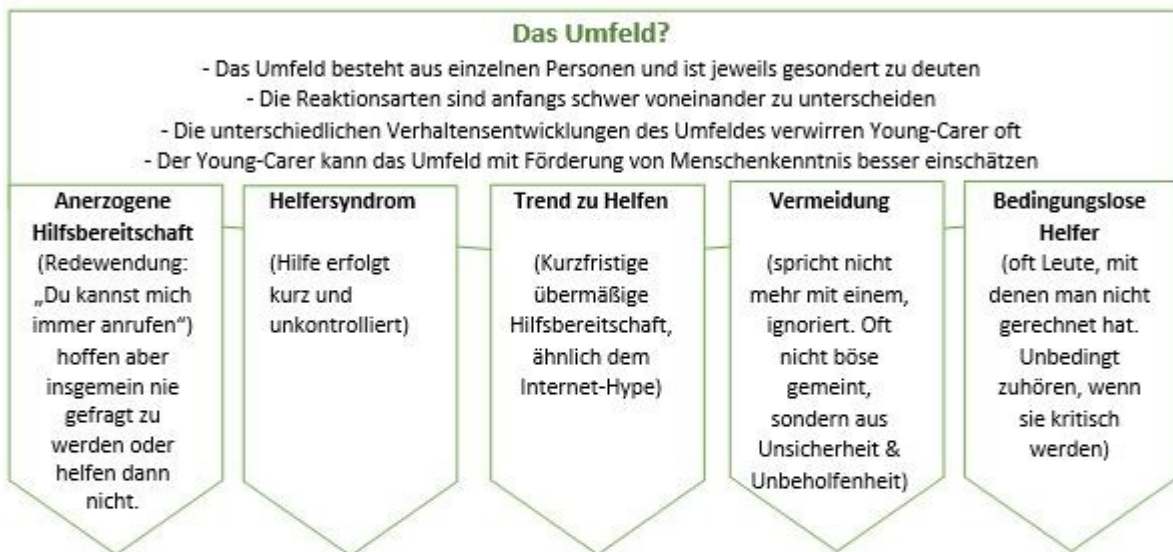 Das Umfeld?
- Das Umfeld besteht aus einzelnen Personen und ist jeweils gesondert zu deuten
- Die Reaktionsarten sind anfangs schwer voneinander zu unterscheiden
- Die unterschiedlichen Verhaltensentwicklungen des Umfeldes verwirren Young-Carer oft
- Der Young-Carer kann das Umfeld mit Förderung von Menschenkenntnis besser einschätzen
Anerzogene
Hilfsbereitschaft
(Redewendung:
„Du kannst mich
immer anrufen“)
hoffen aber
insgemein nie
gefragt zu
werden oder
helfen dann
nicht.
Helfersyndrom
(Hilfe erfolgt
kurz und
unkontrolliert)
Trend zu Helfen
(Kurzfristige
übermäßige
Hilfsbereitschaft,
ähnlich dem
Internet-Hype)
Vermeidung
(spricht nicht
mehr mit einem,
ignoriert. Oft
nicht böse
gemeint,
sondern aus
Unsicherheit &
Unbeholfenheit)
Bedingungslose
Helfer
(oft Leute, mit
denen man nicht
gerechnet hat.
Unbedingt
zuhören, wenn
sie kritisch
werden)